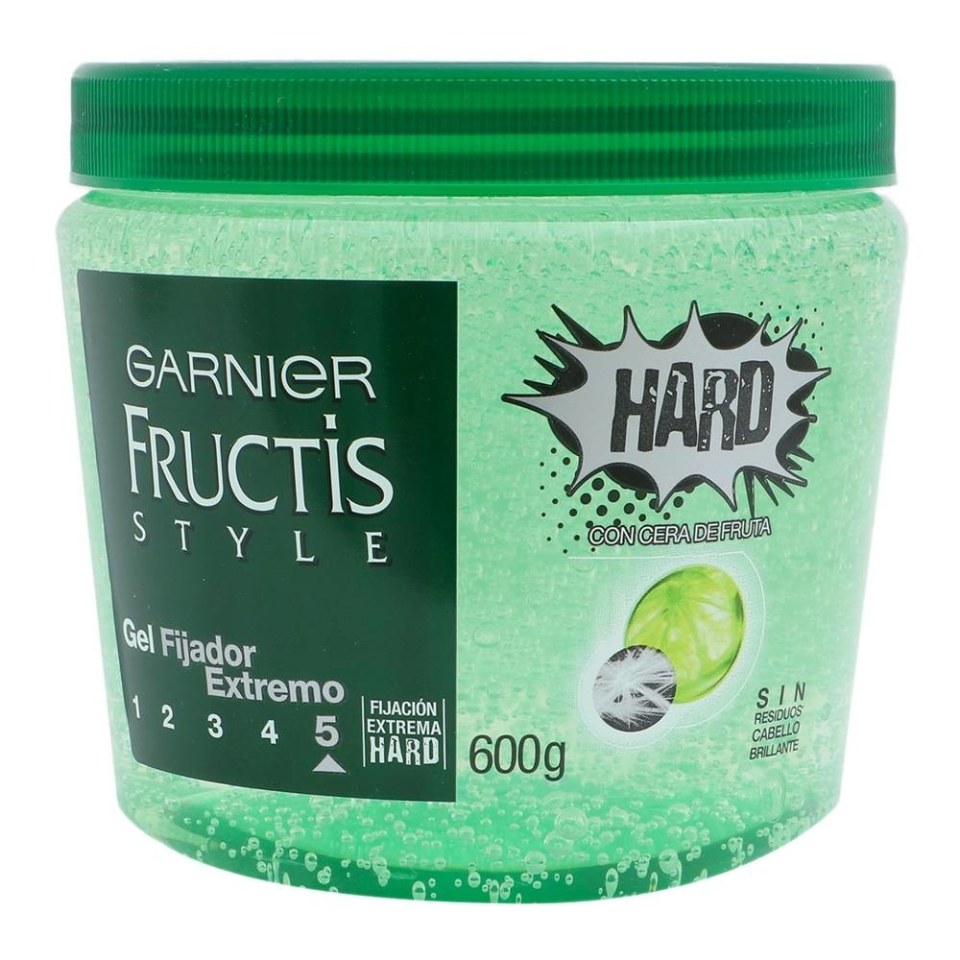 GARNIER
FRUCTIS
STYLE
Gel Fijador
Extremo
1 2 3 4 5
FIJACIÓN
EXTREMA
HARD
600g
HARD
CON CERA DE FRUTA
SIN
RESIDUOS
CABELLO
BRILLANTE